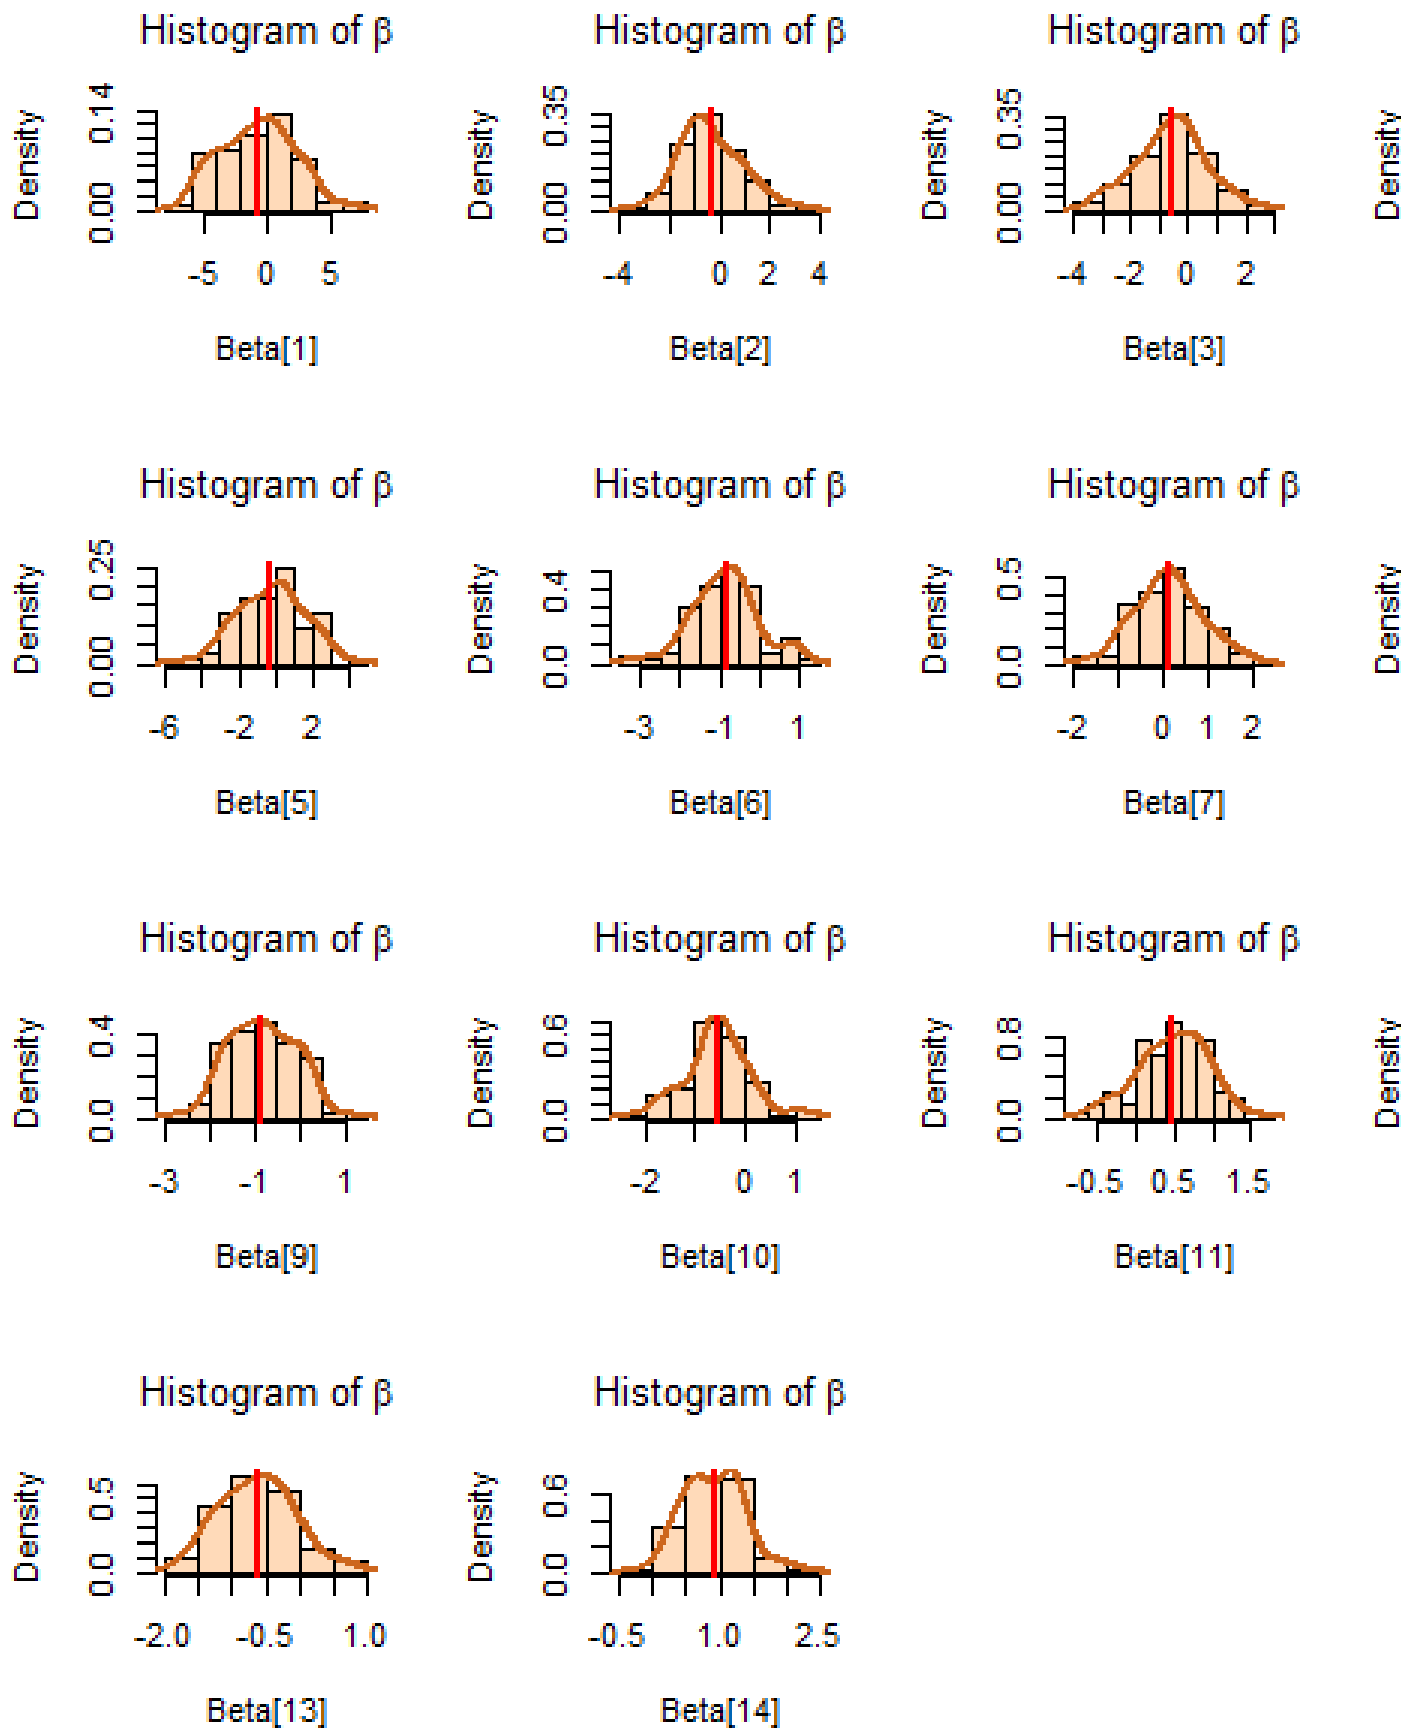 Histogram of β
Density
0.00 0.14
-5 0 5
Beta[1]
Histogram of β
Density
0.00 0.35
-4 0 2 4
Beta[2]
Histogram of β
Density
0.00 0.35
-4 -2 0 2
Beta[3]
Density
Histogram of β
Density
0.00 0.25
-6 -2 2
Beta[5]
Histogram of β
Density
0.0 0.4
-3 -1 1
Beta[6]
Histogram of β
Density
0.0 0.5
-2 0 1 2
Beta[7]
Density
Histogram of β
Density
0.0 0.4
-3 -1 1
Beta[9]
Histogram of β
Density
0.0 0.6
-2 0 1
Beta[10]
Histogram of β
Density
0.0 0.8
-0.5 0.5 1.5
Beta[11]
Density
Histogram of β
Density
0.0 0.5
-2.0 -0.5 1.0
Beta[13]
Histogram of β
Density
0.0 0.6
-0.5 1.0 2.5
Beta[14]